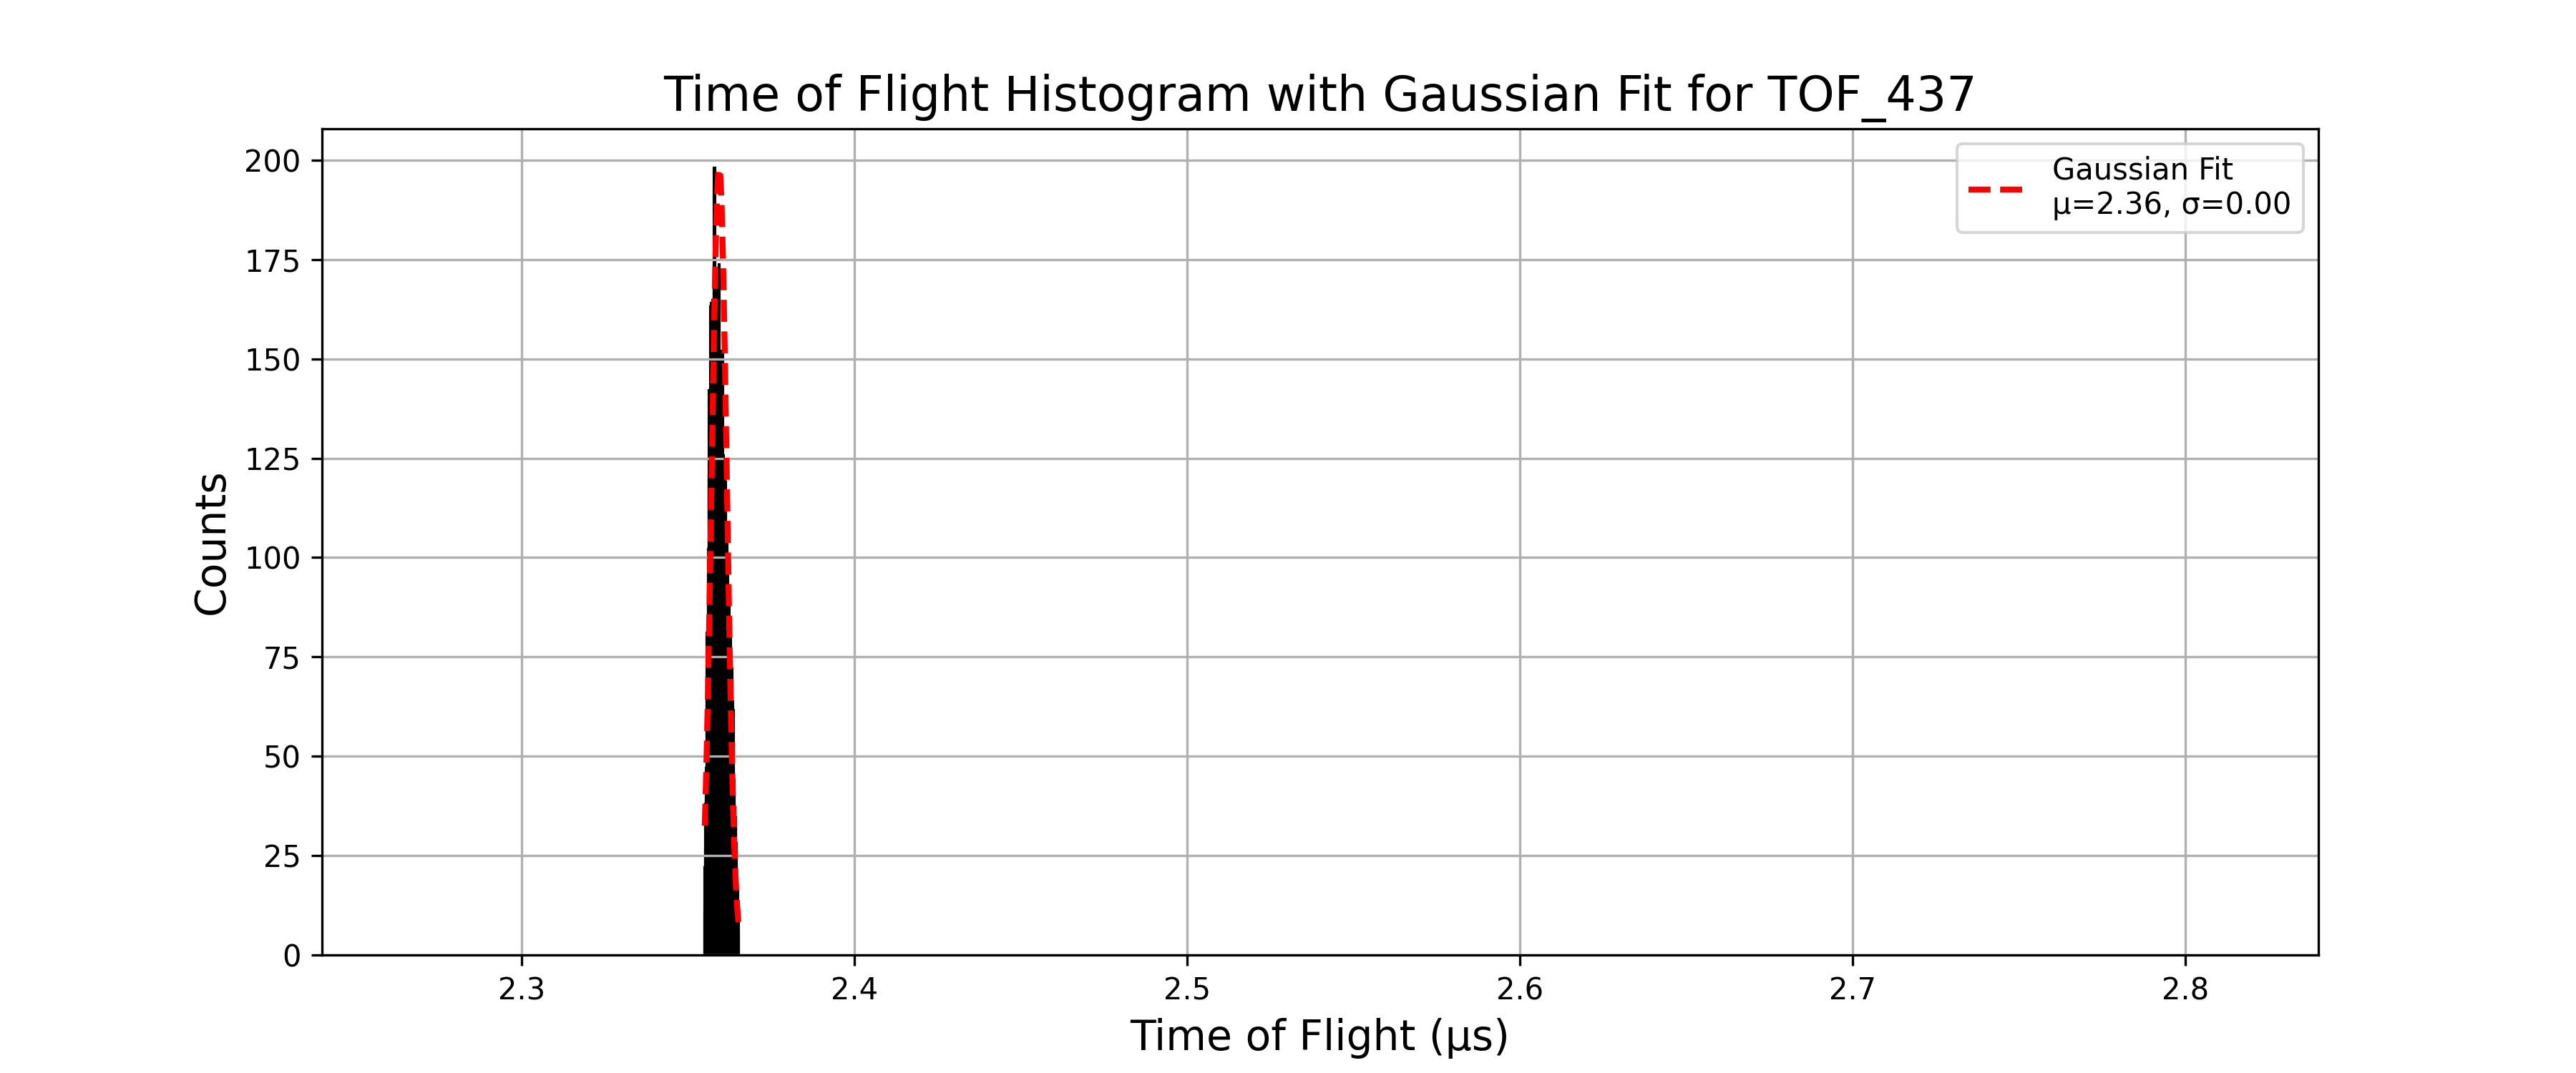 Time of Flight Histogram with Gaussian Fit for TOF_437
Gaussian Fit
μ=2.36, σ=0.00
200
175
150
125
100
75
50
25
0
Counts
2.3 2.4 2.5 2.6 2.7 2.8
Time of Flight (μs)